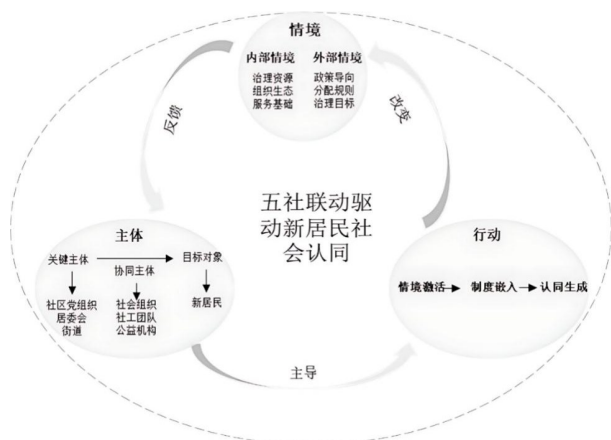 情境
内部情境 外部情境
治理资源 政策导向
组织生态 分配规则
服务基础 治理目标
反馈
改变
五社联动驱
动新居民社
会认同
主体
关键主体 目标对象
协同主体
社区党组织 社会组织 新居民
居委会 社工团队
街道 公益机构
行动
情境激活 制度嵌入 认同生成
主导